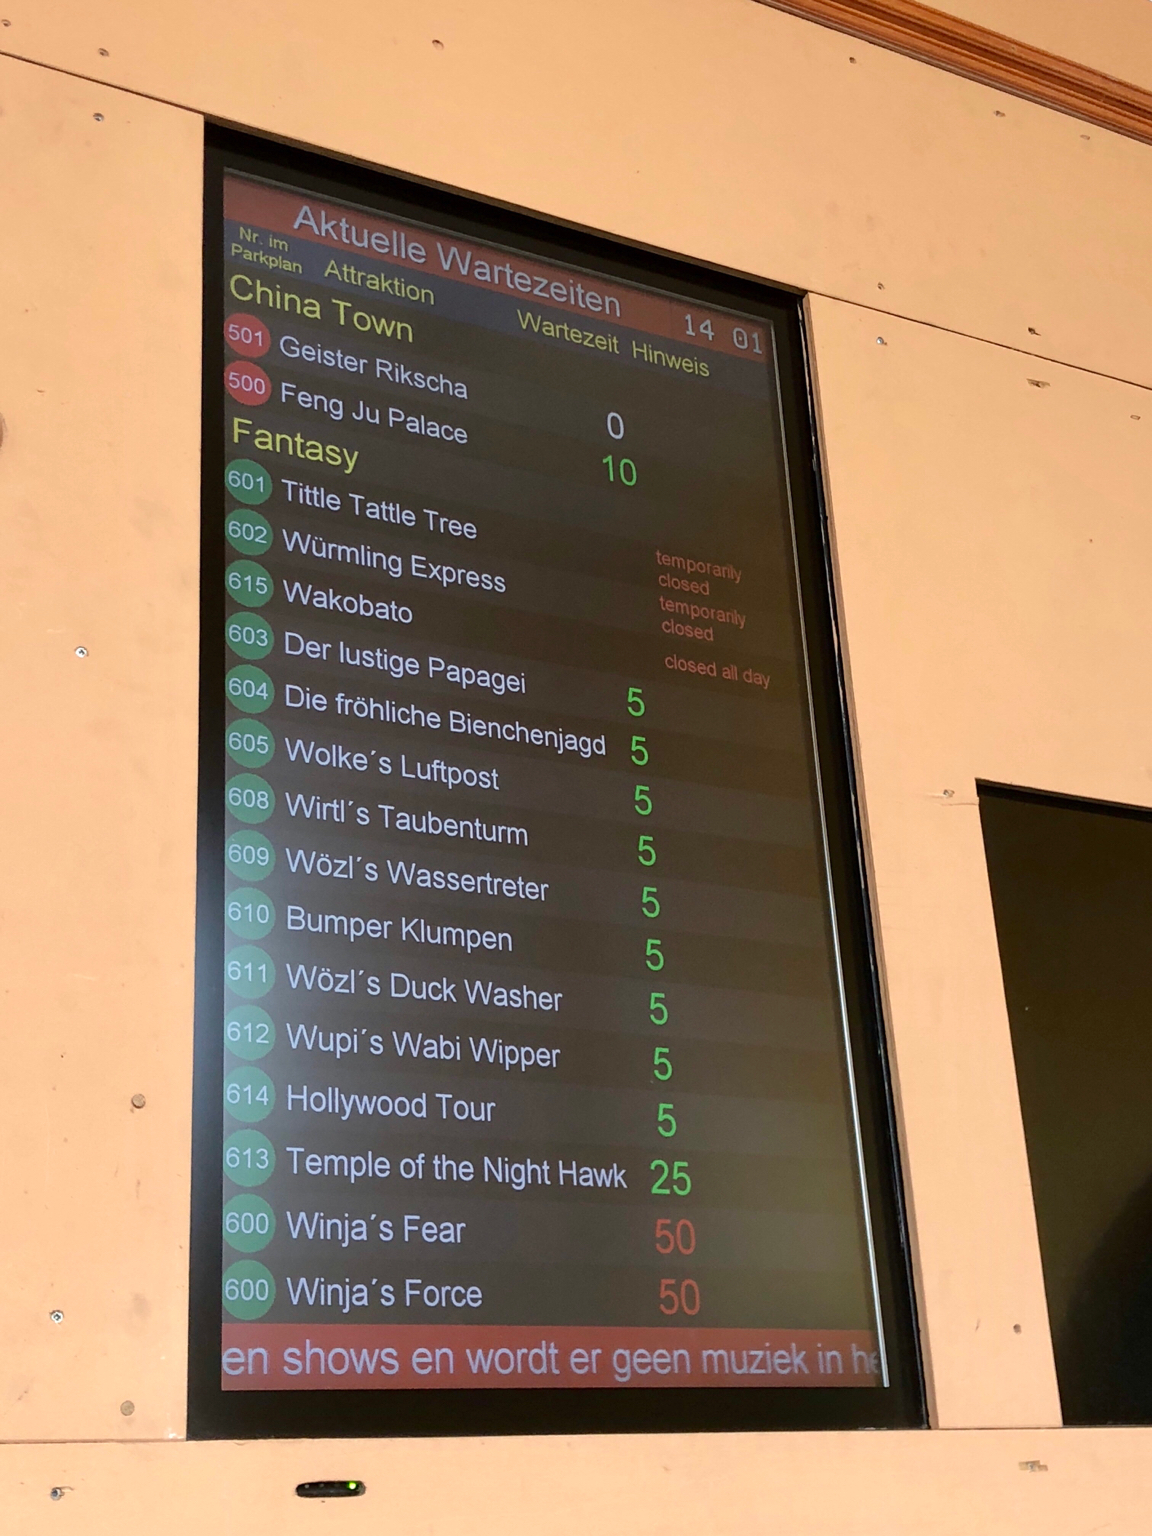 Aktuelle Wartezeiten 14 01
Nr. im
Parkplan Attraktion Wartezeit Hinweis
China Town
501 Geister Rikscha 0
500 Feng Ju Palace 10
Fantasy
601 Tittle Tattle Tree temporarily
closed
602 Würmling Express temporarily
closed
615 Wakobato closed all day
603 Der lustige Papagei 5
604 Die fröhliche Bienchenjagd 5
605 Wolke´s Luftpost 5
608 Wirtl´s Taubenturm 5
609 Wözl´s Wassertreter 5
610 Bumper Klumpen 5
611 Wözl´s Duck Washer 5
612 Wupi´s Wabi Wipper 5
614 Hollywood Tour 5
613 Temple of the Night Hawk 25
600 Winja´s Fear 50
600 Winja´s Force 50
en shows en wordt er geen muziek in he